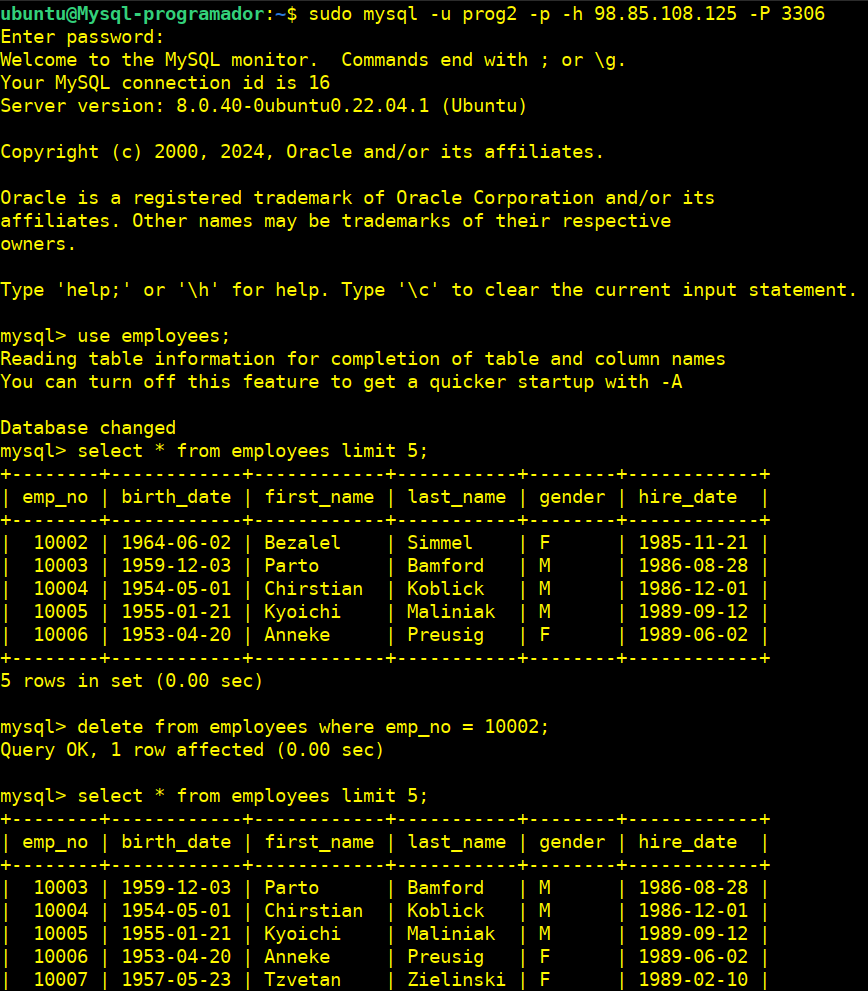 ubuntu@Mysql-programador:~$ sudo mysql -u prog2 -p -h 98.85.108.125 -P 3306
Enter password:
Welcome to the MySQL monitor.  Commands end with ; or \g.
Your MySQL connection id is 16
Server version: 8.0.40-0ubuntu0.22.04.1 (Ubuntu)

Copyright (c) 2000, 2024, Oracle and/or its affiliates.

Oracle is a registered trademark of Oracle Corporation and/or its
affiliates. Other names may be trademarks of their respective
owners.

Type 'help;' or '\h' for help. Type '\c' to clear the current input statement.

mysql> use employees;
Reading table information for completion of table and column names
You can turn off this feature to get a quicker startup with -A

Database changed
mysql> select * from employees limit 5;
+--------+------------+------------+-----------+--------+------------+
| emp_no | birth_date | first_name | last_name | gender | hire_date  |
+--------+------------+------------+-----------+--------+------------+
|  10002 | 1964-06-02 | Bezalel    | Simmel    | F      | 1985-11-21 |
|  10003 | 1959-12-03 | Parto      | Bamford   | M      | 1986-08-28 |
|  10004 | 1954-05-01 | Chirstian  | Koblick   | M      | 1986-12-01 |
|  10005 | 1955-01-21 | Kyoichi    | Maliniak  | M      | 1989-09-12 |
|  10006 | 1953-04-20 | Anneke     | Preusig   | F      | 1989-06-02 |
+--------+------------+------------+-----------+--------+------------+
5 rows in set (0.00 sec)

mysql> delete from employees where emp_no = 10002;
Query OK, 1 row affected (0.00 sec)

mysql> select * from employees limit 5;
+--------+------------+------------+-----------+--------+------------+
| emp_no | birth_date | first_name | last_name | gender | hire_date  |
+--------+------------+------------+-----------+--------+------------+
|  10003 | 1959-12-03 | Parto      | Bamford   | M      | 1986-08-28 |
|  10004 | 1954-05-01 | Chirstian  | Koblick   | M      | 1986-12-01 |
|  10005 | 1955-01-21 | Kyoichi    | Maliniak  | M      | 1989-09-12 |
|  10006 | 1953-04-20 | Anneke     | Preusig   | F      | 1989-06-02 |
|  10007 | 1957-05-23 | Tzvetan    | Zielinski | F      | 1989-02-10 |